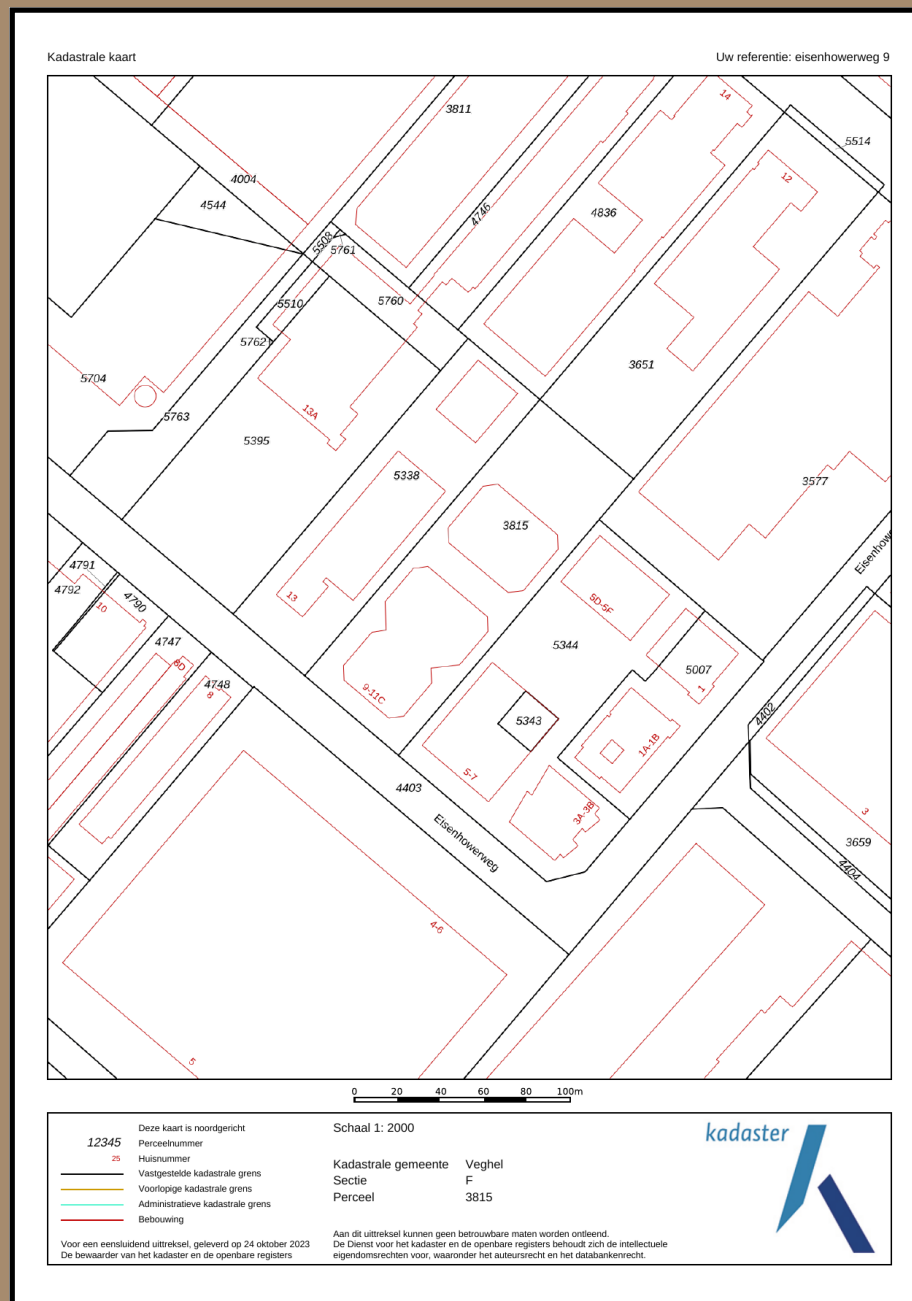 Kadastrale kaart
Uw referentie: eisenhowerweg 9
14
3811
5514
12
4004
4544
4746
4836
5508
5761
5510
5760
5762
3651
5704
13A
5763
5395
5338
3577
3815
Eisenhow
4791
4792
4790
10
13
5D-5F
4747
5344
6D
4748
8
9-11C
5007
1
5343
4402
1A-1B
5-7
4403
3A-3B
3
Eisenhowerweg
3659
4404
4-6
5
0 20 40 60 80 100m
Deze kaart is noordgericht
12345 Perceelnummer
25 Huisnummer
Vastgestelde kadastrale grens
Voorlopige kadastrale grens
Administratieve kadastrale grens
Bebouwing
Voor een eensluidend uittreksel, geleverd op 24 oktober 2023
De bewaarder van het kadaster en de openbare registers
Schaal 1: 2000
Kadastrale gemeente Veghel
Sectie F
Perceel 3815
Aan dit uittreksel kunnen geen betrouwbare maten worden ontleend.
De Dienst voor het kadaster en de openbare registers behoudt zich de intellectuele
eigendomsrechten voor, waaronder het auteursrecht en het databankenrecht.
kadaster